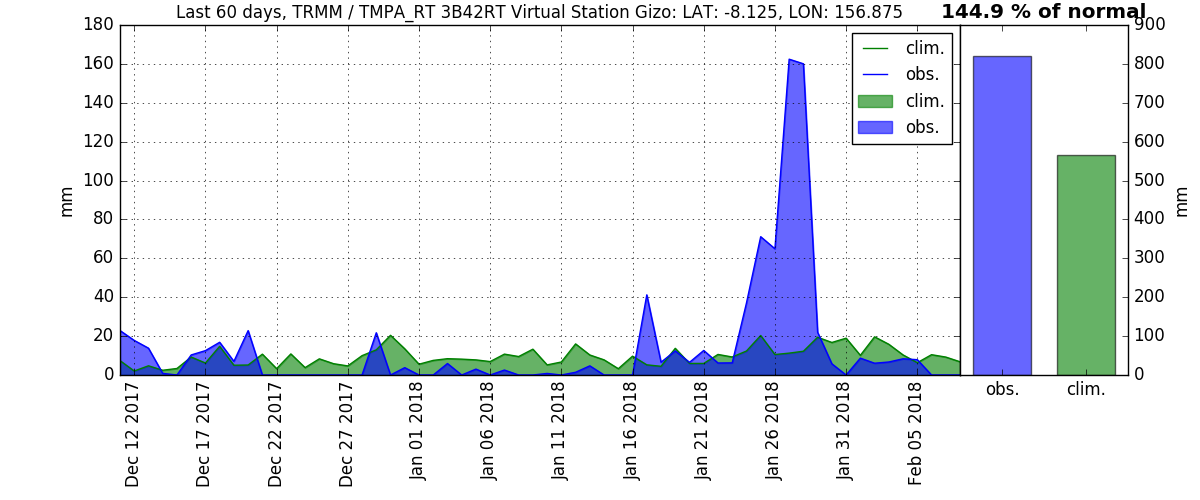 Last 60 days, TRMM / TMPA_RT 3B42RT Virtual Station Gizo: LAT: -8.125, LON: 156.875
144.9 % of normal
180
160
140
120
100
80
60
40
20
0
mm
clim.
obs.
clim.
obs.
900
800
700
600
500
400
300
200
100
0
mm
obs.
clim.
Dec 12 2017
Dec 17 2017
Dec 22 2017
Dec 27 2017
Jan 01 2018
Jan 06 2018
Jan 11 2018
Jan 16 2018
Jan 21 2018
Jan 26 2018
Jan 31 2018
Feb 05 2018